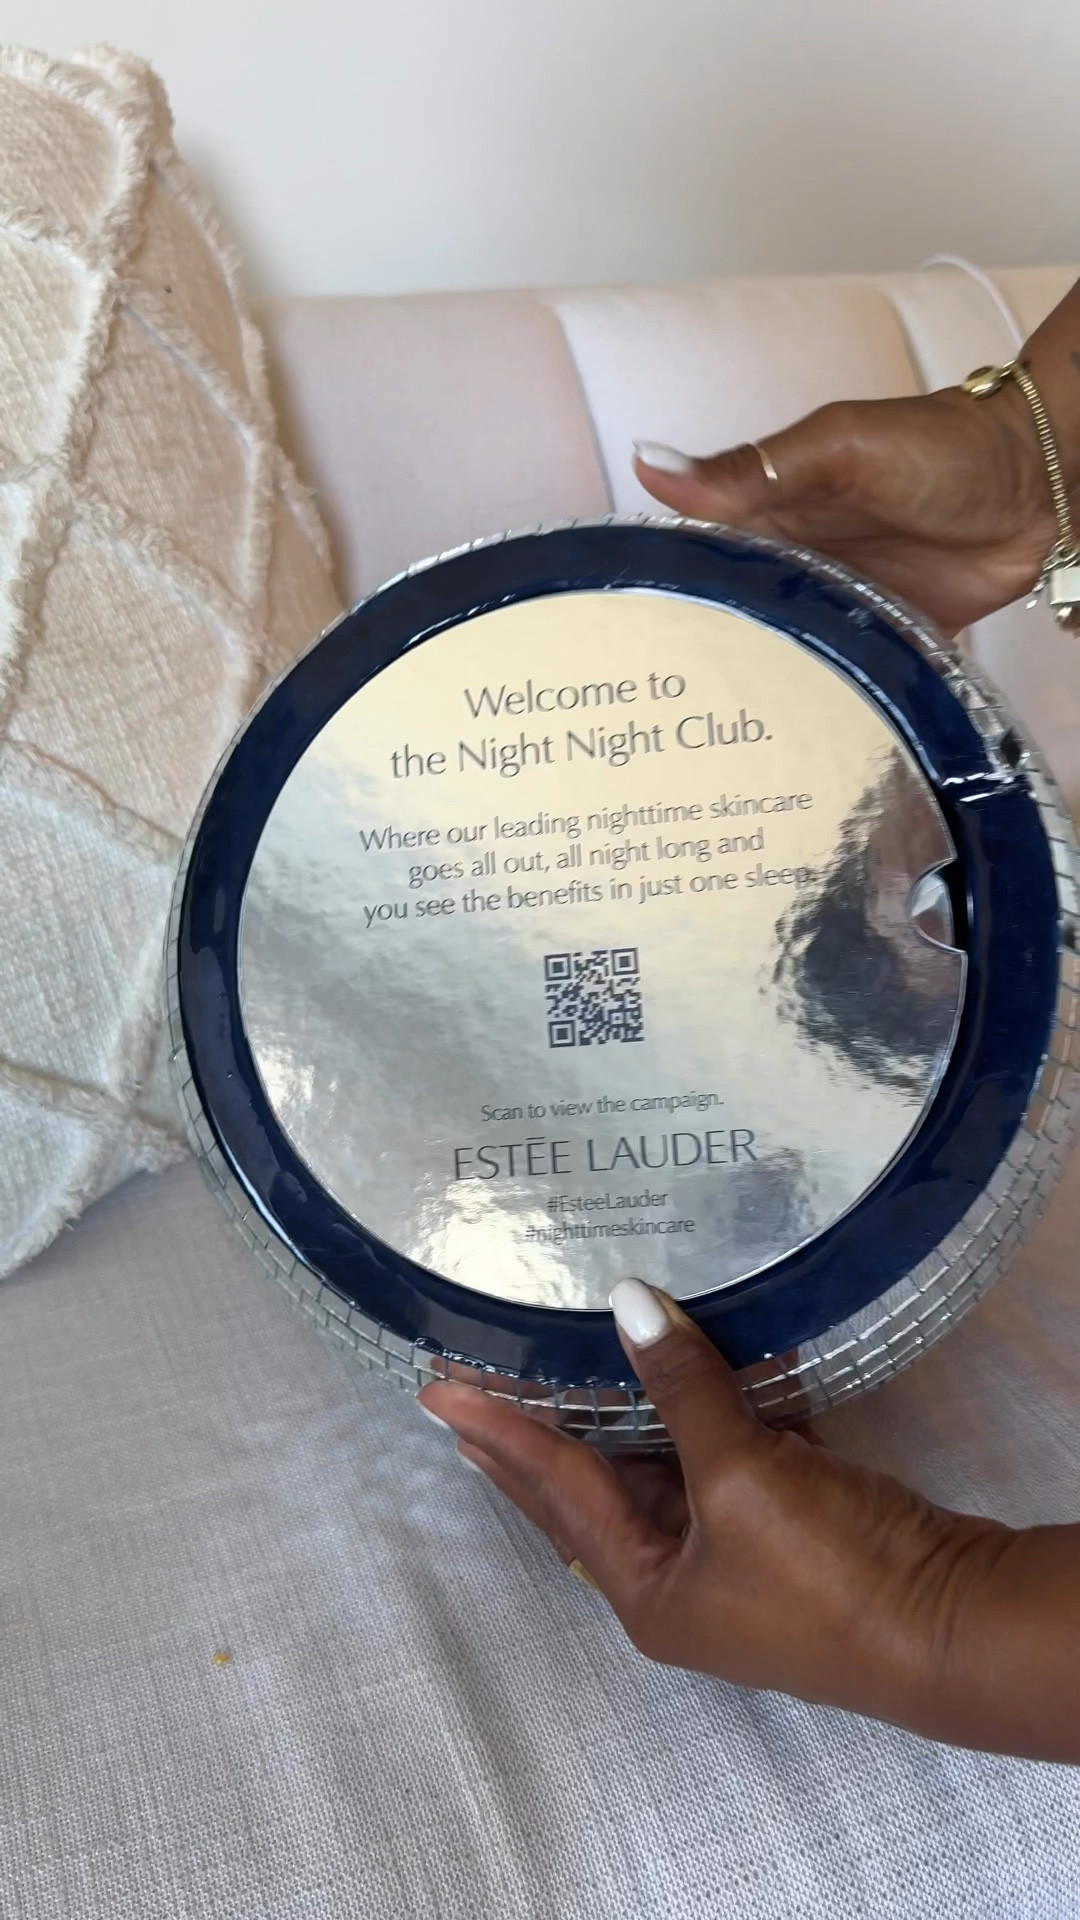 Welcome to
the Night Night Club.
Where our leading nighttime skincare
goes all out, all night long and
you see the benefits in just one sleep.
Scan to view the campaign.
ESTĒE LAUDER
#EsteeLauder
#nighttimeskincare